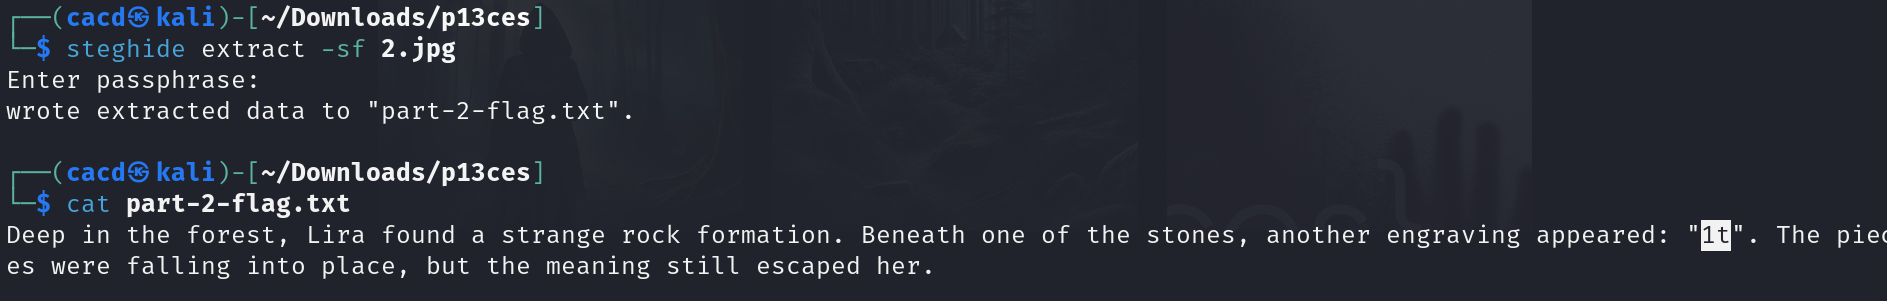 ┌──(cacd㉿kali)-[~/Downloads/p13ces]
└─$ steghide extract -sf 2.jpg
Enter passphrase:
wrote extracted data to "part-2-flag.txt".
┌──(cacd㉿kali)-[~/Downloads/p13ces]
└─$ cat part-2-flag.txt
Deep in the forest, Lira found a strange rock formation. Beneath one of the stones, another engraving appeared: "1t". The piec
es were falling into place, but the meaning still escaped her.